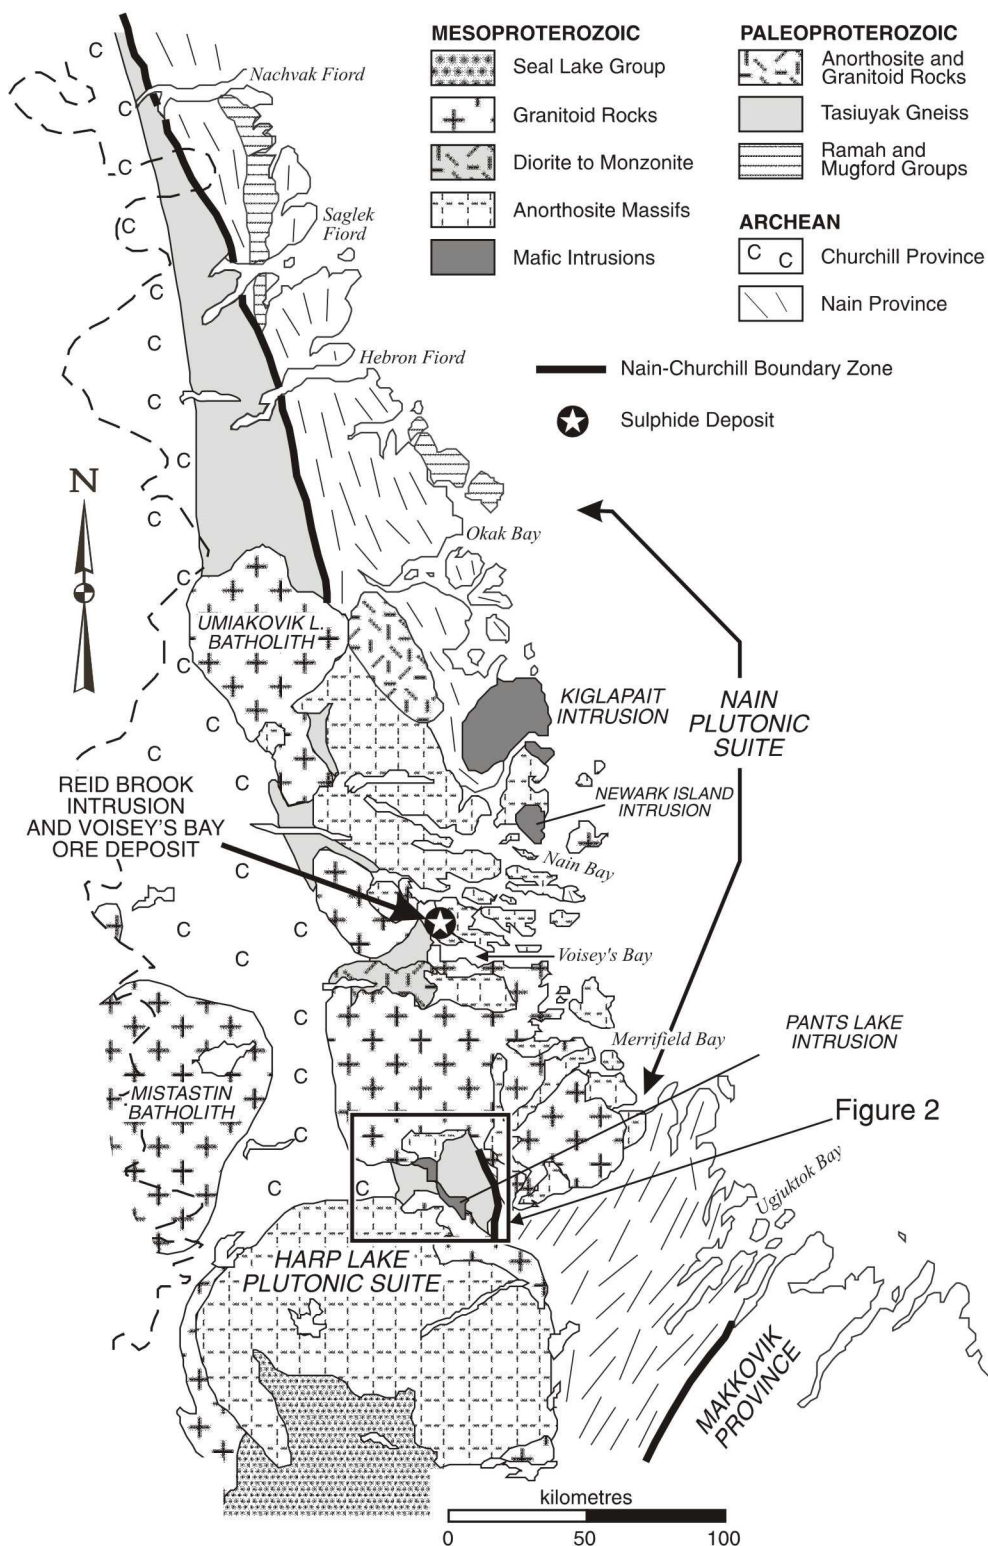 MESOPROTEROZOIC
Seal Lake Group
Granitoid Rocks
Diorite to Monzonite
Anorthosite Massifs
Mafic Intrusions
PALEOPROTEROZOIC
Anorthosite and
Granitoid Rocks
Tasiuyak Gneiss
Ramah and
Mugford Groups
ARCHEAN
C C
Churchill Province
Nain Province
Nain-Churchill Boundary Zone
Sulphide Deposit
C
Nachvak Fiord
C
C
Saglek
Fiord
C
C
C
Hebron Fiord
C
C
N
C
Okak Bay
C
UMIAKOVIK L.
BATHOLITH
C
KIGLAPAIT
INTRUSION
NAIN
PLUTONIC
SUITE
C
C
C
REID BROOK
INTRUSION
AND VOISEY'S BAY
ORE DEPOSIT
NEWARK ISLAND
INTRUSION
Nain Bay
C
C
C
C
Voisey's Bay
C
PANTS LAKE
INTRUSION
Merrifield Bay
C
MISTASTIN
BATHOLITH
Figure 2
C
C
C
Ugjuktok Bay
HARP LAKE
PLUTONIC SUITE
MAKKOVIK
PROVINCE
kilometres
0 50 100